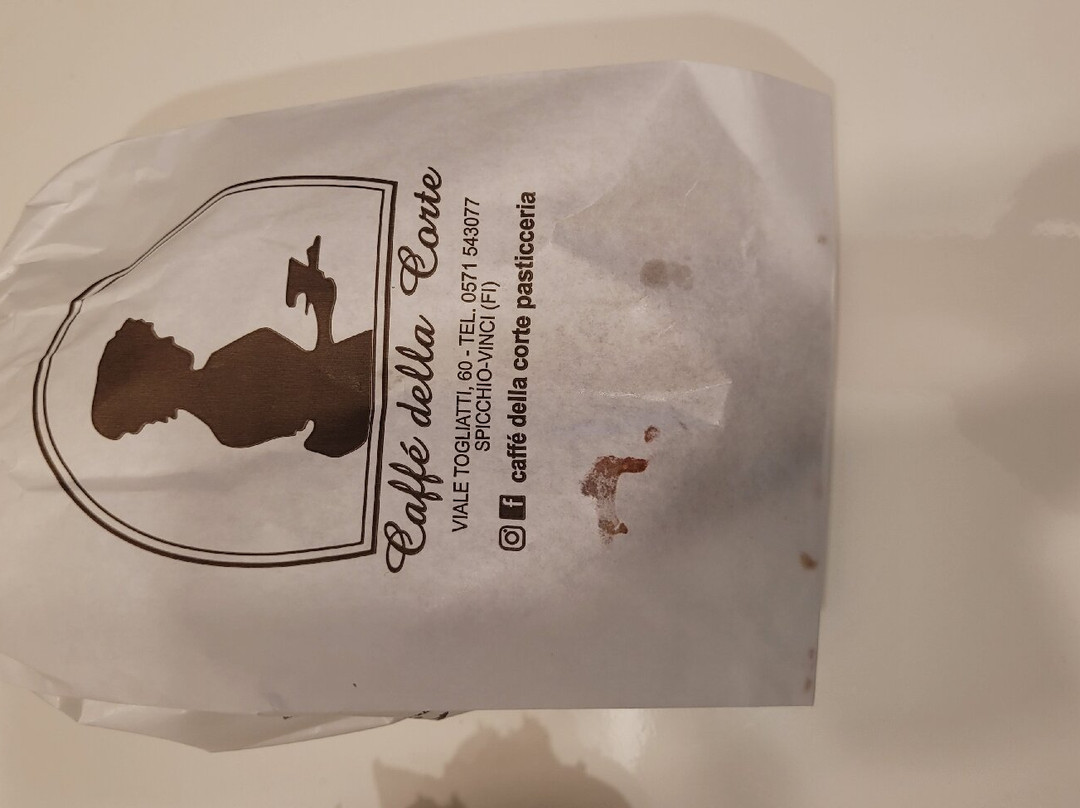 Caffé della Corte
VIALE TOGLIATTI, 60 - TEL. 0571 543077
SPICCHIO-VINCI (FI)
caffé della corte pasticceria